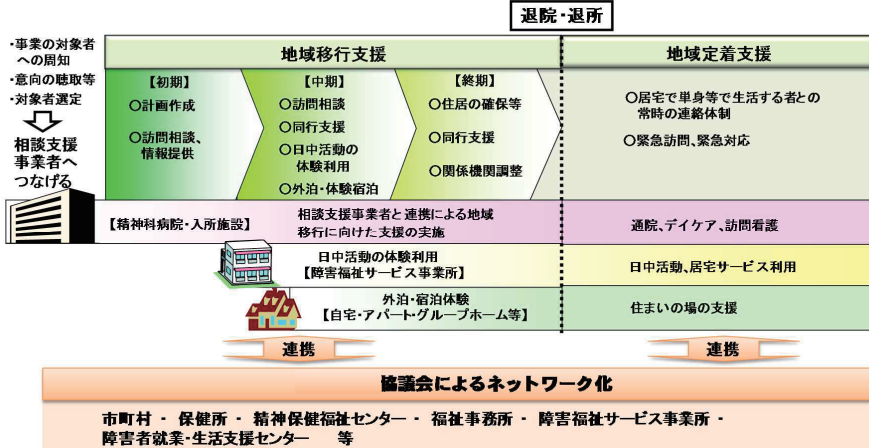 退院・退所
・事業の対象者
への周知
・意向の聴取等
・対象者選定
相談支援
事業者へ
つなげる
地域移行支援
【初期】
○計画作成
○訪問相談、
情報提供
【中期】
○訪問相談
○同行支援
○日中活動の
体験利用
○外泊・体験宿泊
【終期】
○住居の確保等
○同行支援
○関係機関調整
地域定着支援
○居宅で単身等で生活する者との
常時の連絡体制
○緊急訪問、緊急対応
【精神科病院・入所施設】
相談支援事業者と連携による地域
移行に向けた支援の実施
通院、デイケア、訪問看護
日中活動の体験利用
【障害福祉サービス事業所】
日中活動、居宅サービス利用
外泊・宿泊体験
【自宅・アパート・グループホーム等】
住まいの場の支援
連携
連携
協議会によるネットワーク化
市町村 ・ 保健所 ・ 精神保健福祉センター ・ 福祉事務所 ・ 障害福祉サービス事業所 ・
障害者就業・生活支援センター 等